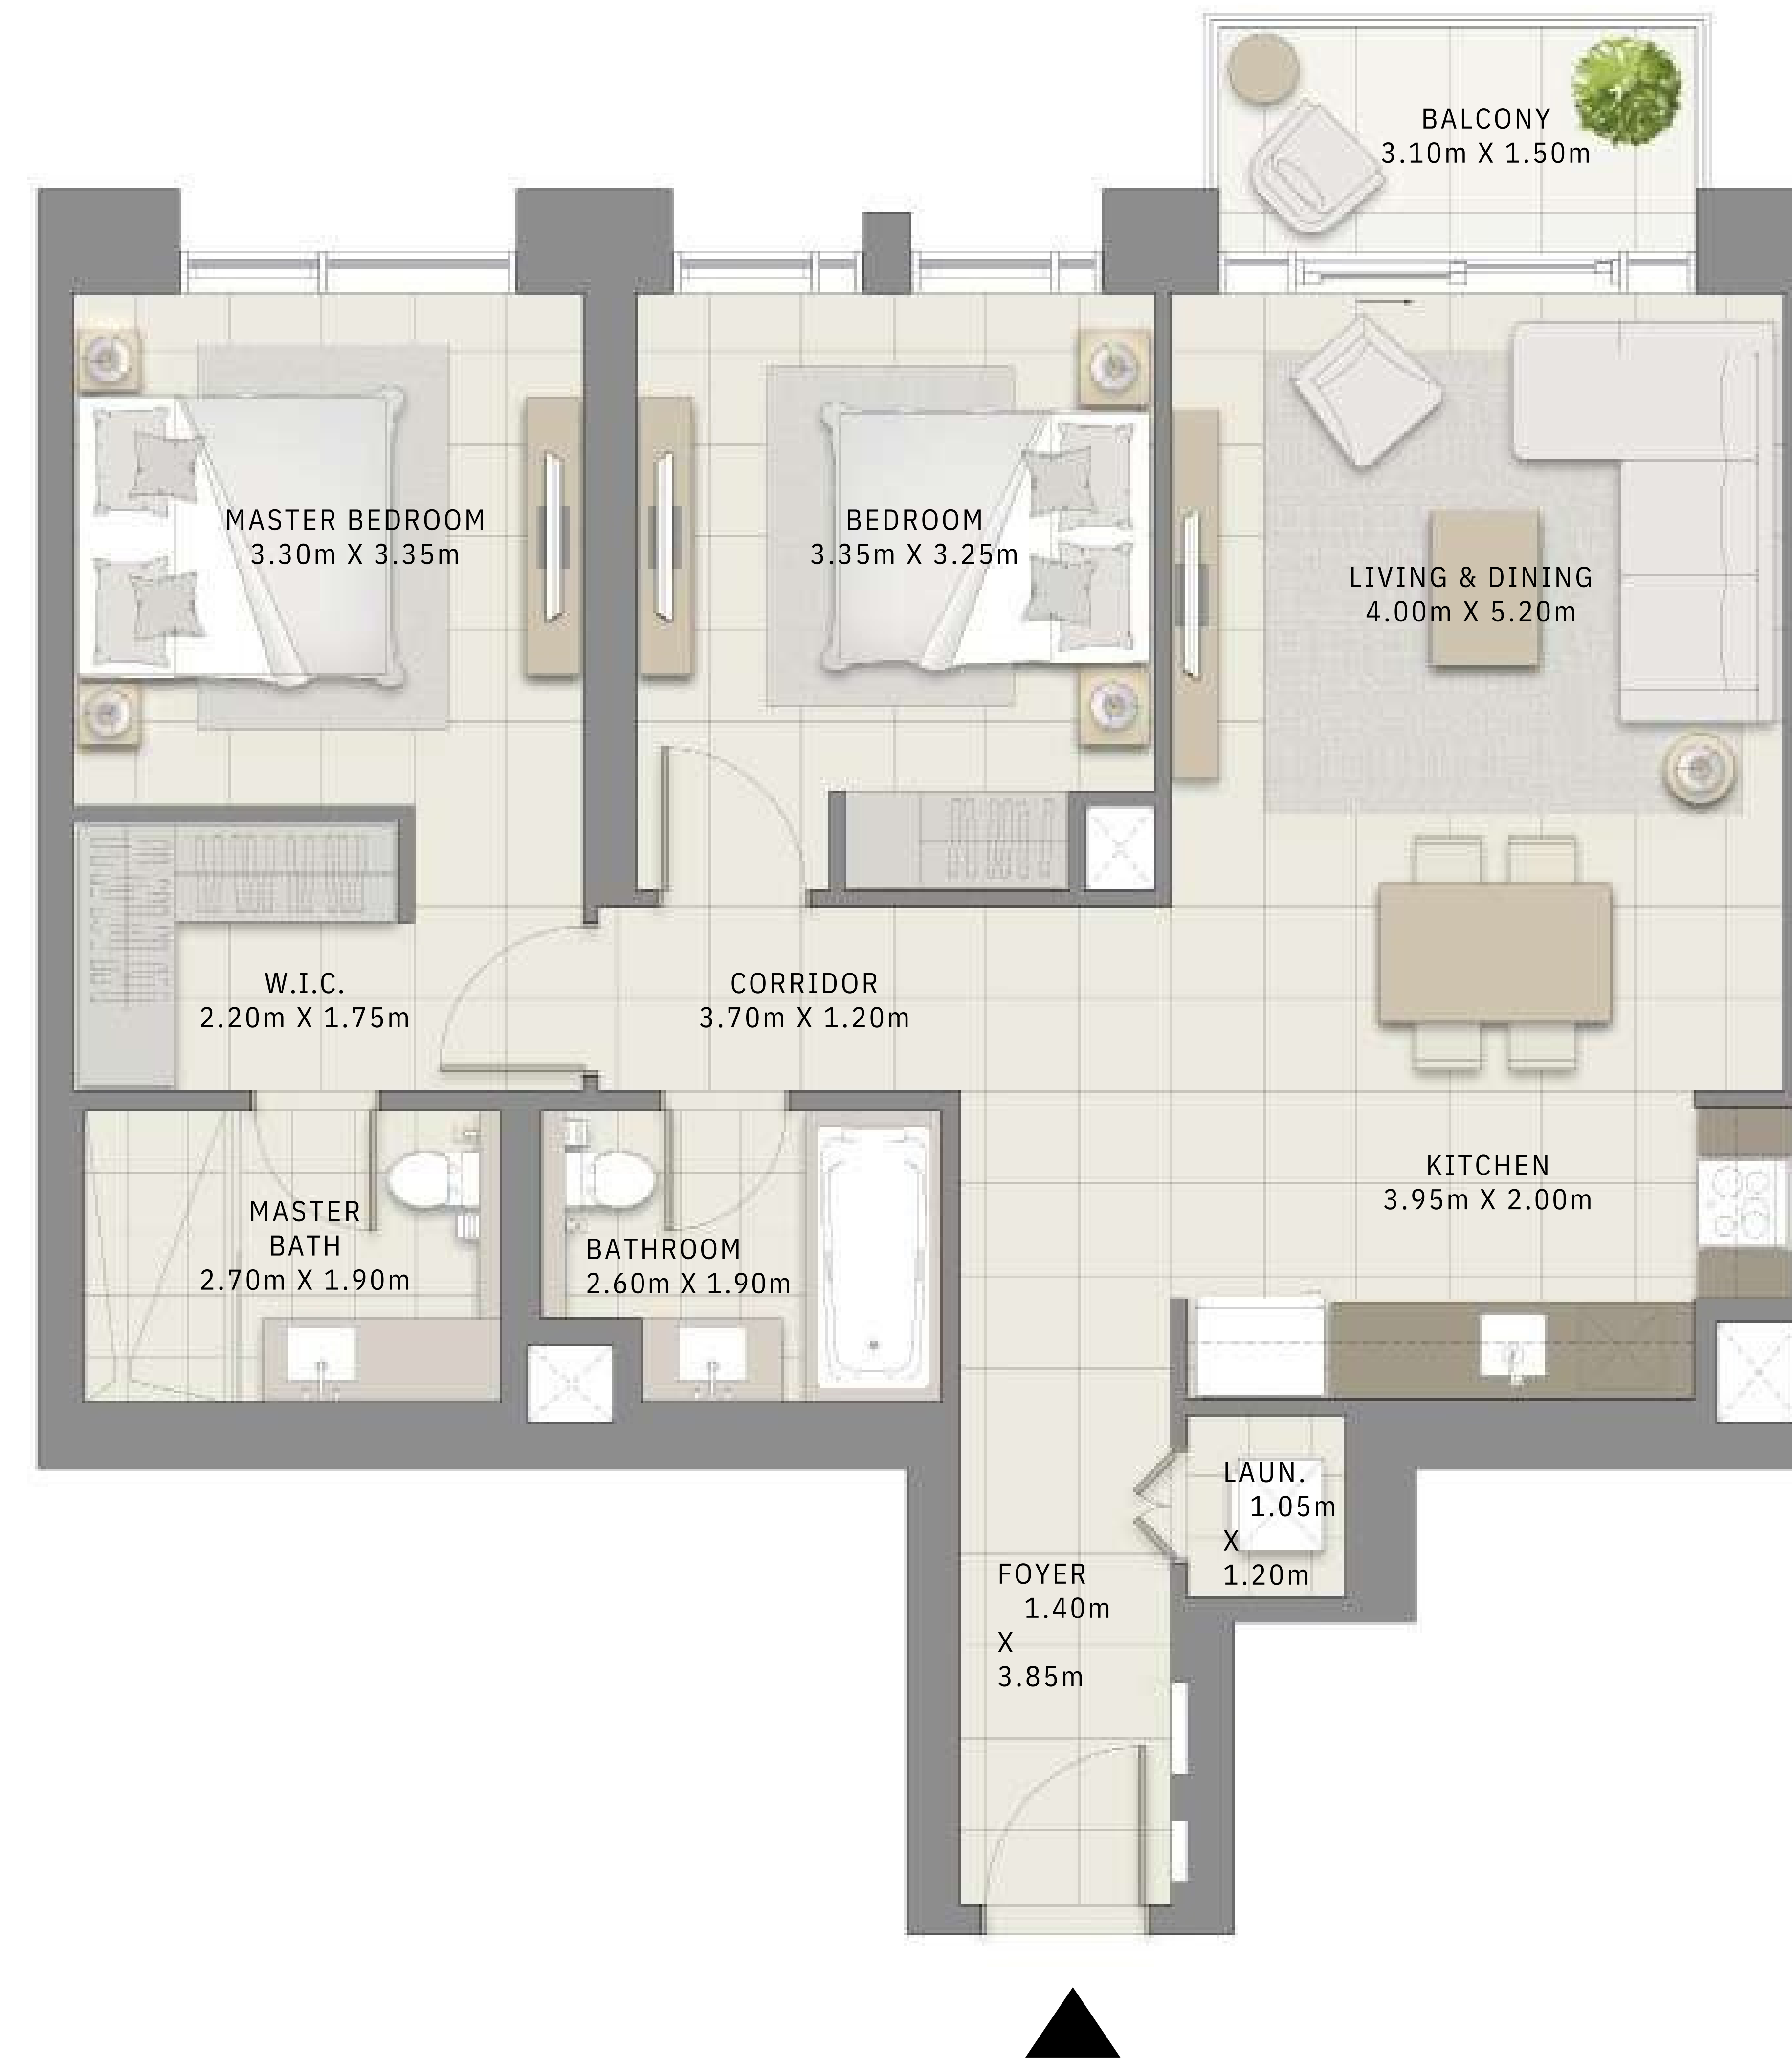 BALCONY
3.10m X 1.50m
MASTER BEDROOM
3.30m X 3.35m
BEDROOM
3.35m X 3.25m
LIVING & DINING
4.00m X 5.20m
W.I.C.
2.20m X 1.75m
CORRIDOR
3.70m X 1.20m
KITCHEN
3.95m X 2.00m
MASTER
BATH
2.70m X 1.90m
BATHROOM
2.60m X 1.90m
LAUN.
1.05m
X
1.20m
FOYER
1.40m
X
3.85m